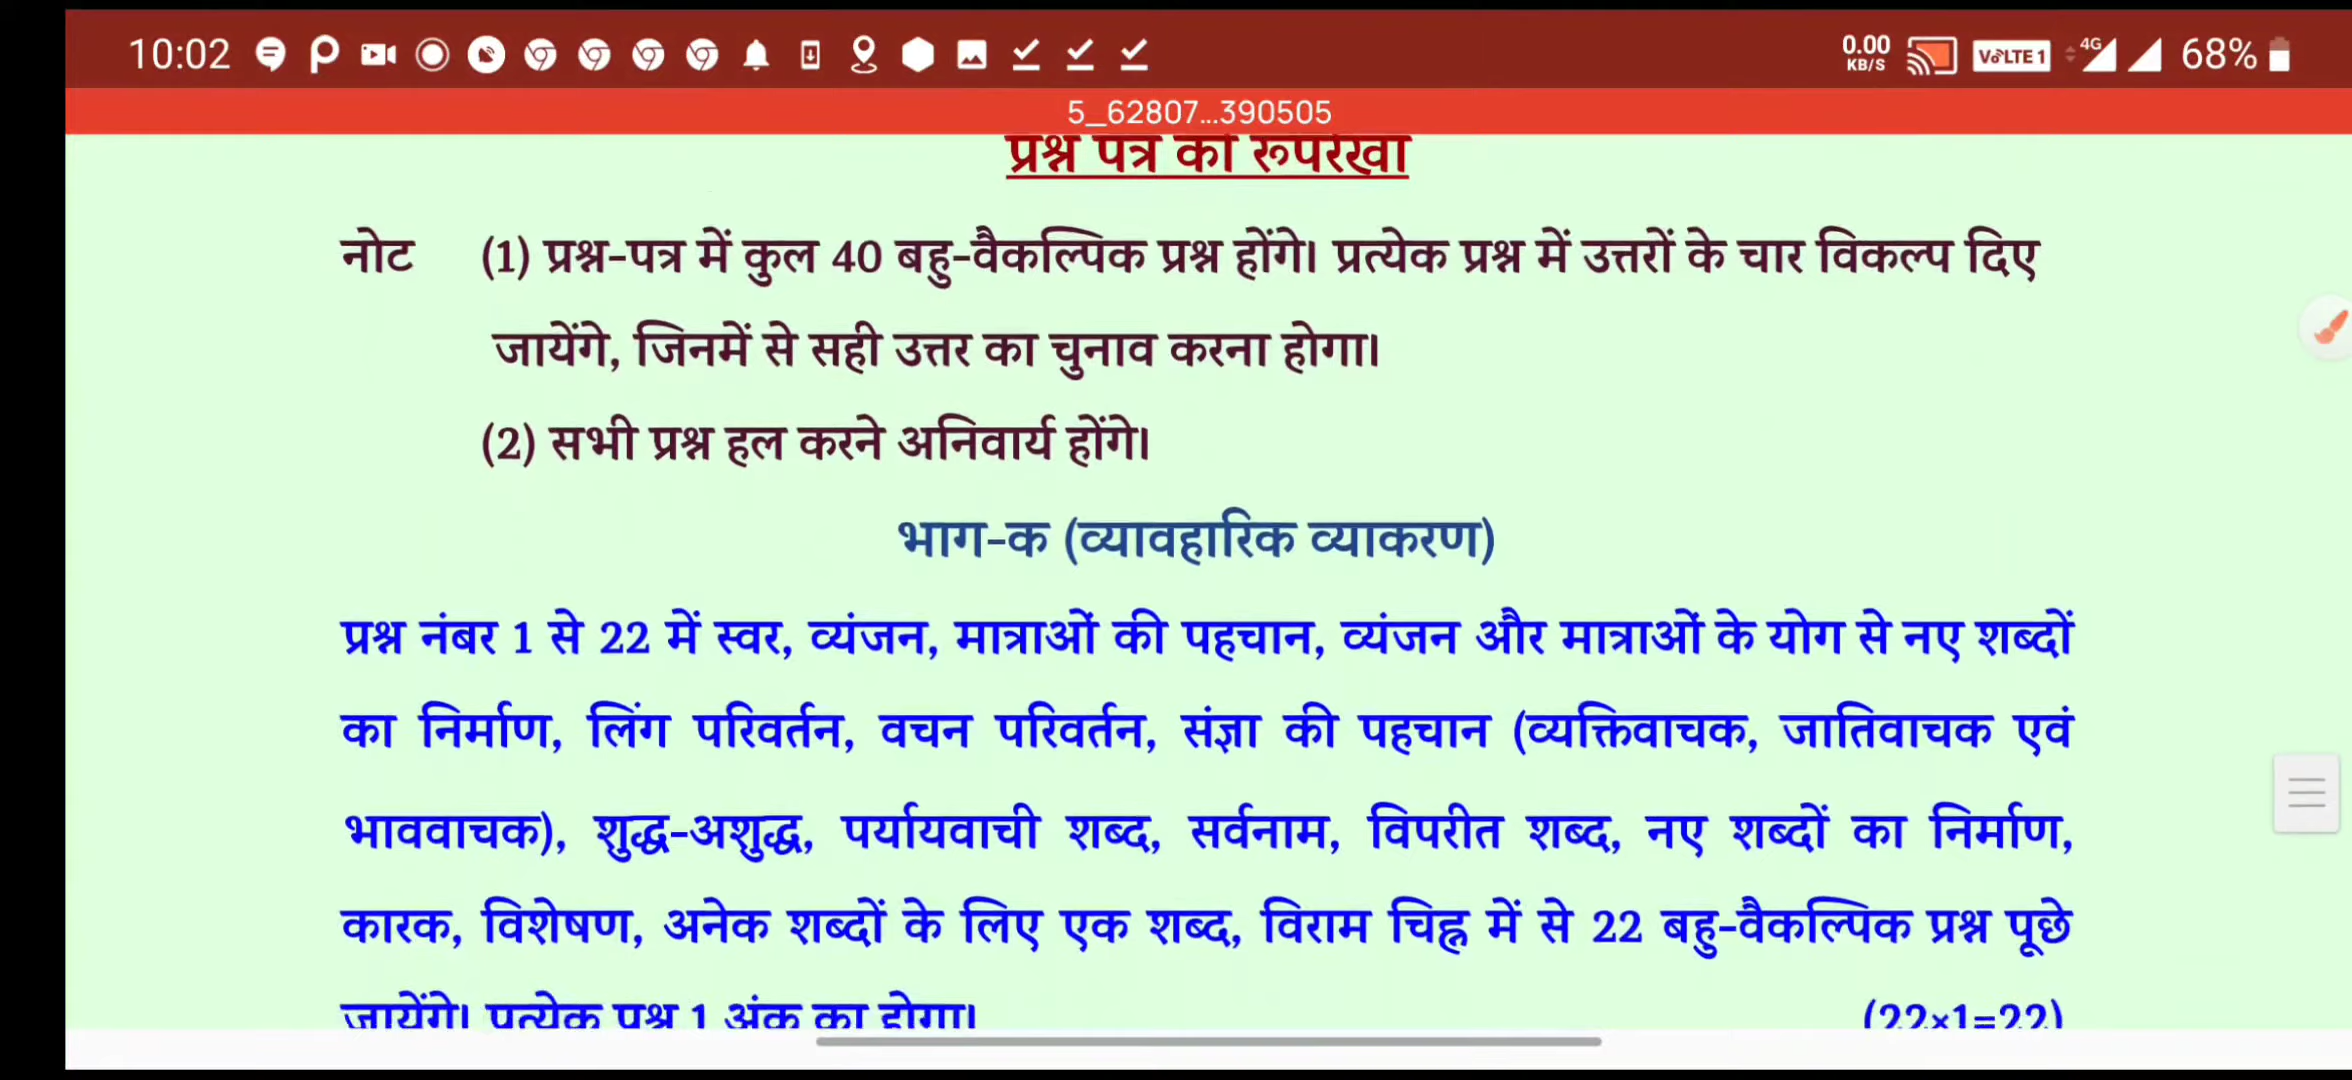 10:02
0.00 KB/S VoLTE 1 4G 68%
5_62807...390505
प्रश्न पत्र की रूपरेखा
नोट (1) प्रश्न-पत्र में कुल 40 बहु-वैकल्पिक प्रश्न होंगे। प्रत्येक प्रश्न में उत्तरों के चार विकल्प दिए
जायेंगे, जिनमें से सही उत्तर का चुनाव करना होगा।
(2) सभी प्रश्न हल करने अनिवार्य होंगे।
भाग-क (व्यावहारिक व्याकरण)
प्रश्न नंबर 1 से 22 में स्वर, व्यंजन, मात्राओं की पहचान, व्यंजन और मात्राओं के योग से नए शब्दों
का निर्माण, लिंग परिवर्तन, वचन परिवर्तन, संज्ञा की पहचान (व्यक्तिवाचक, जातिवाचक एवं
भाववाचक), शुद्ध-अशुद्ध, पर्यायवाची शब्द, सर्वनाम, विपरीत शब्द, नए शब्दों का निर्माण,
कारक, विशेषण, अनेक शब्दों के लिए एक शब्द, विराम चिह्न में से 22 बहु-वैकल्पिक प्रश्न पूछे
जायेंगे। प्रत्येक प्रश्न 1 अंक का होगा। (22×1=22)